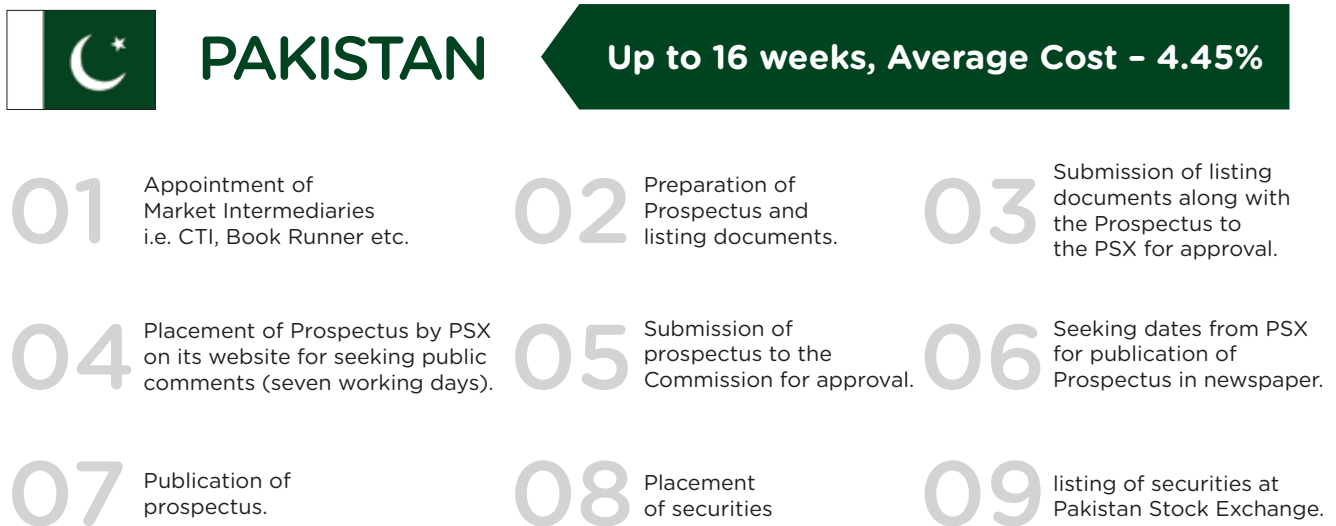 PAKISTAN
Up to 16 weeks, Average Cost – 4.45%
01
Appointment of
Market Intermediaries
i.e. CTI, Book Runner etc.
02
Preparation of
Prospectus and
listing documents.
03
Submission of listing
documents along with
the Prospectus to
the PSX for approval.
04
Placement of Prospectus by PSX
on its website for seeking public
comments (seven working days).
05
Submission of
prospectus to the
Commission for approval.
06
Seeking dates from PSX
for publication of
Prospectus in newspaper.
07
Publication of
prospectus.
08
Placement
of securities
09
listing of securities at
Pakistan Stock Exchange.